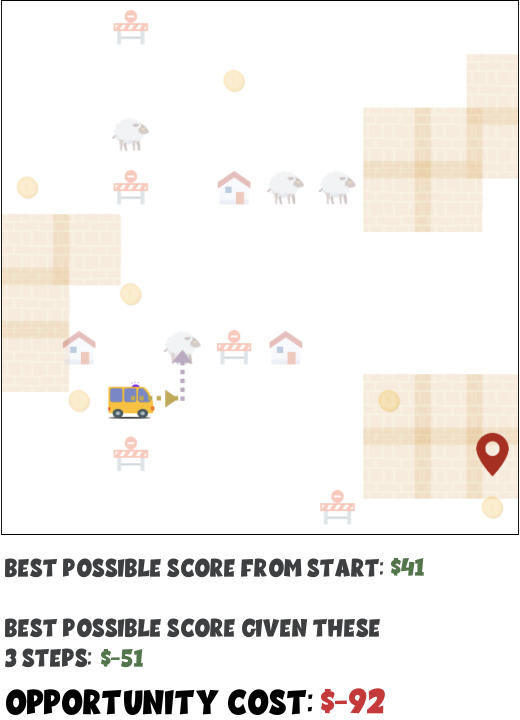 BEST POSSIBLE SCORE FROM START: $41
BEST POSSIBLE SCORE GIVEN THESE
3 STEPS: $-51
OPPORTUNITY COST: $-92